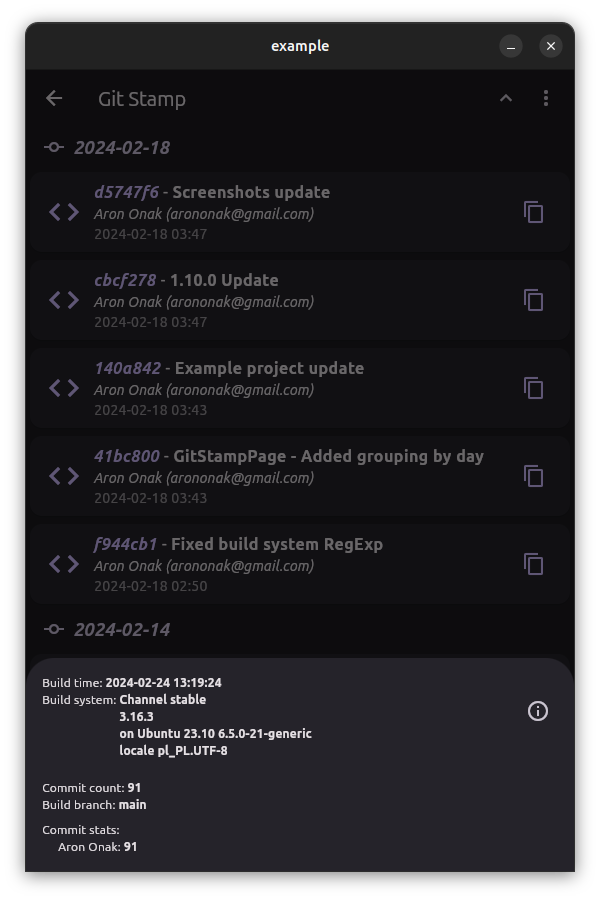 example
Git Stamp
2024-02-18
d5747f6 - Screenshots update
Aron Onak (arononak@gmail.com)
2024-02-18 03:47
cbcf278 - 1.10.0 Update
Aron Onak (arononak@gmail.com)
2024-02-18 03:47
140a842 - Example project update
Aron Onak (arononak@gmail.com)
2024-02-18 03:43
41bc800 - GitStampPage - Added grouping by day
Aron Onak (arononak@gmail.com)
2024-02-18 03:43
f944cb1 - Fixed build system RegExp
Aron Onak (arononak@gmail.com)
2024-02-18 02:50
2024-02-14
Build time: 2024-02-24 13:19:24
Build system: Channel stable
3.16.3
on Ubuntu 23.10 6.5.0-21-generic
locale pl_PL.UTF-8
Commit count: 91
Build branch: main
Commit stats:
Aron Onak: 91